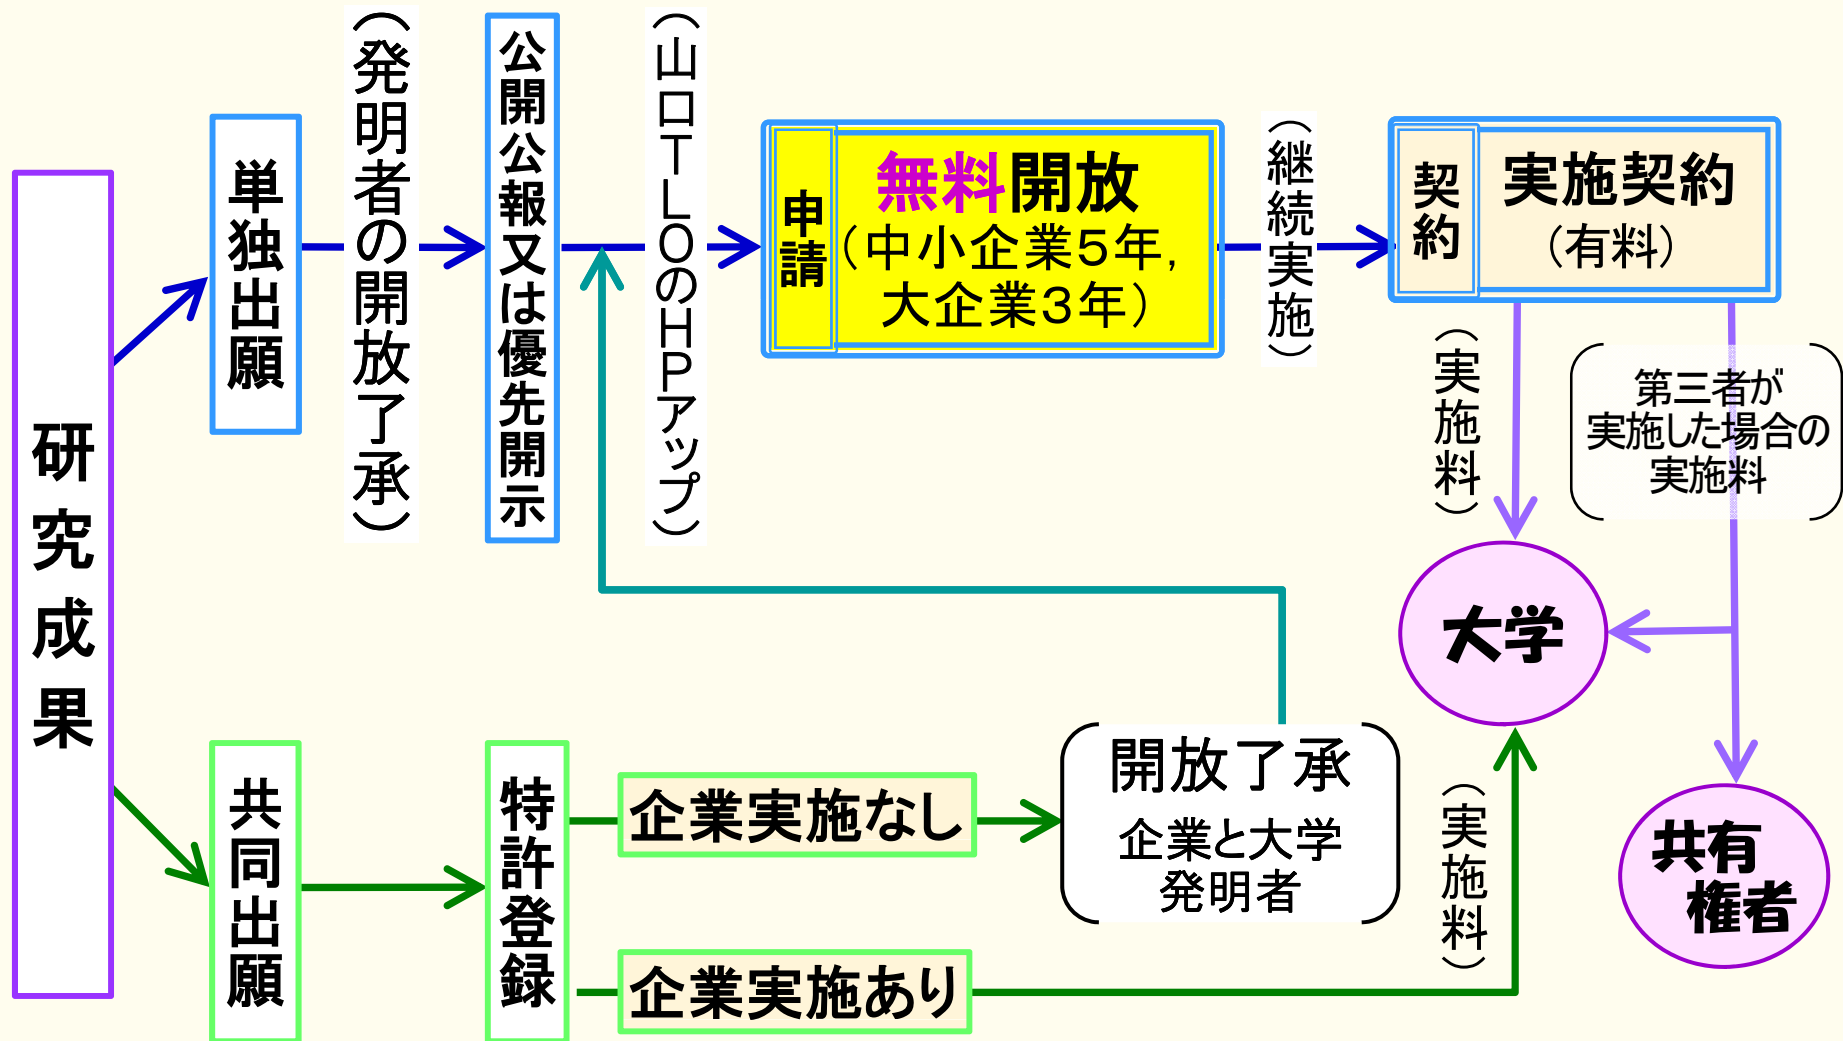 研究成果
単独出願
（発明者の開放了承）
公開公報又は優先開示
（山口ＴＬＯのＨＰアップ）
申請
無料開放
（中小企業５年，
大企業３年）
（継続実施）
契約
実施契約
（有料）
（実施料）
第三者が
実施した場合の
実施料
大学
共有
権者
共同出願
特許登録
企業実施なし
開放了承
企業と大学
発明者
企業実施あり
（実施料）